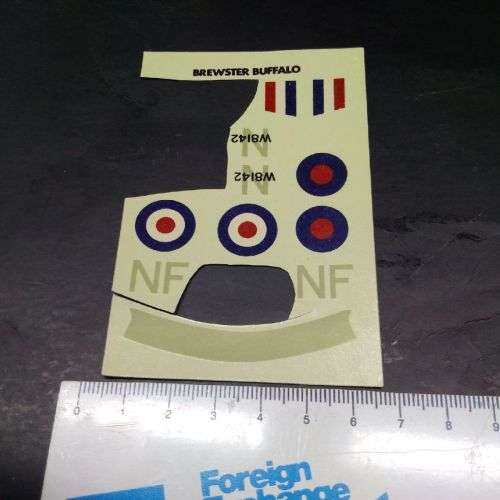 BREWSTER BUFFALO
N
W8142
N
W8142
NF
NF
0 1 2 3 4 5 6 7 8 9
Foreign
Exchange